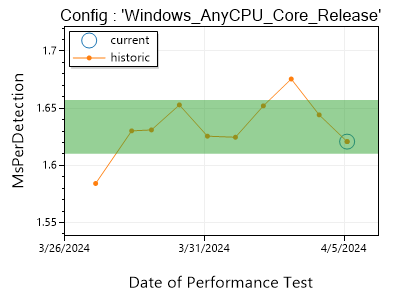 Config : 'Windows_AnyCPU_Core_Release'
current
historic
1.7
1.65
1.6
1.55
MsPerDetection
3/26/2024
3/31/2024
4/5/2024
Date of Performance Test